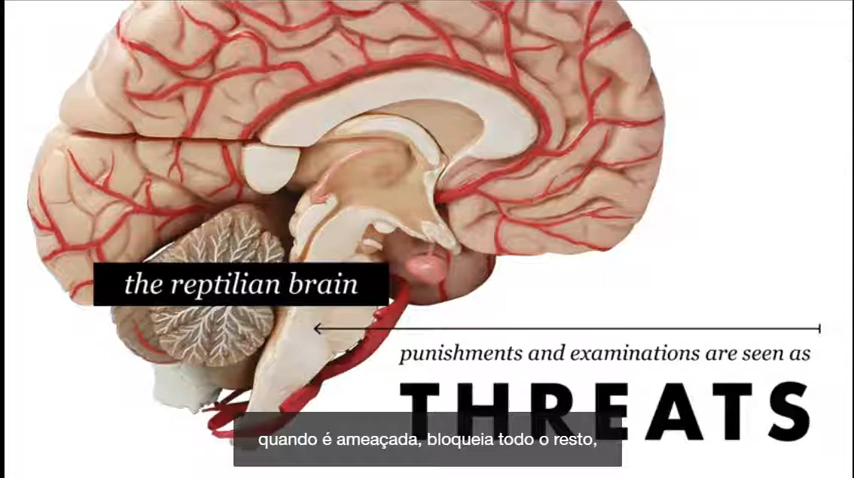 the reptilian brain
punishments and examinations are seen as
THREATS
quando é ameaçada, bloqueia todo o resto,